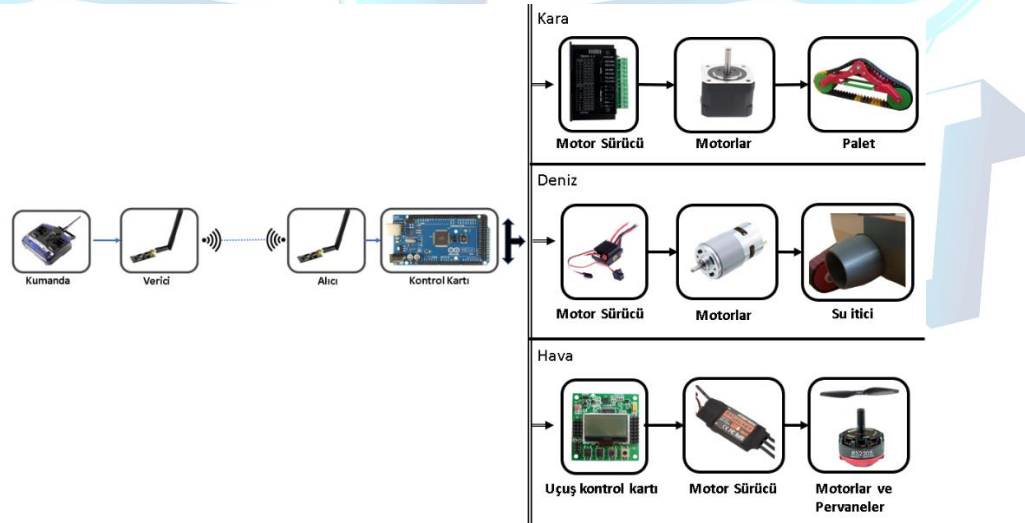 Kara
Motor Sürücü
Motorlar
Palet
Deniz
Kumanda
Verici
Alıcı
Kontrol Kartı
Motor Sürücü
Motorlar
Su itici
Hava
Uçuş kontrol kartı
Motor Sürücü
Motorlar ve
Pervaneler